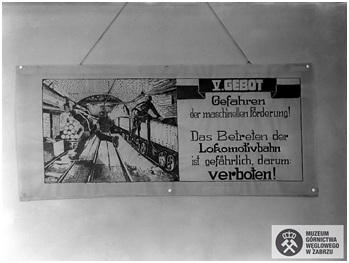 V. GEBOT
Gefahren
der maschinellen Förderung!
Das Betreten der
Lokomotivbahn
ist gefährlich, darum:
verboten!
MUZEUM
GÓRNICTWA
WĘGLOWEGO
W ZABRZU